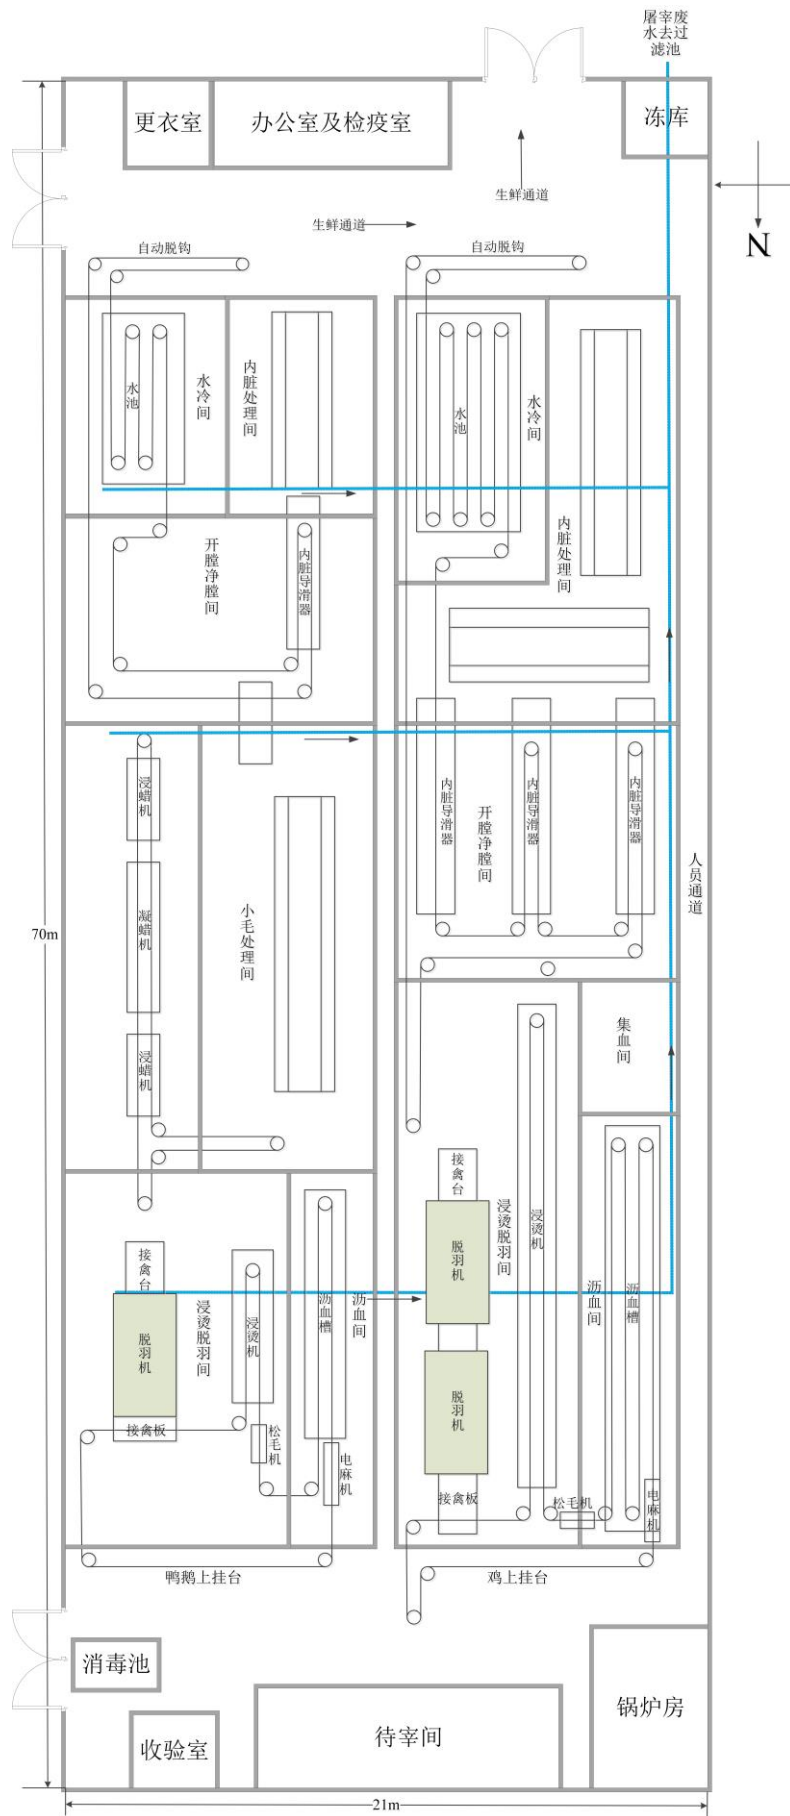 屠宰废
水去过
滤池
更衣室
办公室及检疫室
冻库
生鲜通道
生鲜通道
N
自动脱钩
自动脱钩
水池
水冷间
内脏处理间
水池
水冷间
内脏处理间
开膛净膛间
内脏导滑器
浸蜡机
凝蜡机
浸蜡机
小毛处理间
内脏导滑器
开膛净膛间
内脏导滑器
内脏导滑器
人员通道
70m
集血间
接禽台
脱羽机
接禽板
浸烫脱羽间
浸烫机
松毛机
沥血槽
沥血间
电麻机
接禽台
脱羽机
脱羽机
接禽板
浸烫脱羽间
浸烫机
松毛机
沥血间
沥血槽
电麻机
鸭鹅上挂台
鸡上挂台
消毒池
收验室
待宰间
锅炉房
21m